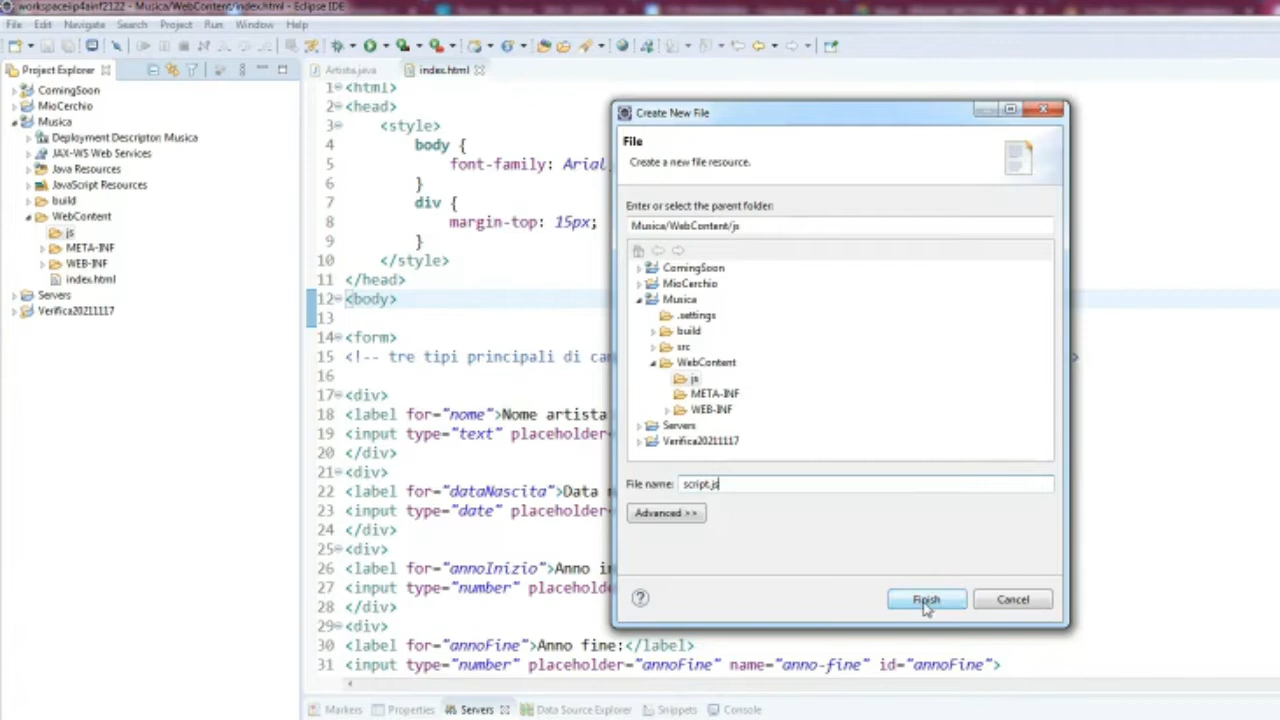 workspaceiip4ainf2122 - Musica/WebContent/index.html - Eclipse IDE
File Edit Navigate Search Project Run Window Help
Project Explorer
Artista.java
index.html
ComingSoon
MioCerchio
Musica
Deployment Descriptor: Musica
JAX-WS Web Services
Java Resources
JavaScript Resources
build
WebContent
js
META-INF
WEB-INF
index.html
Servers
Verifica20211117
1 <html>
2 <head>
3 <style>
4 body {
5 font-family: Arial
6 }
7 div {
8 margin-top: 15px;
9 }
10 </style>
11 </head>
12 <body>
13
14 <form>
15 <!-- tre tipi principali di
16
17 <div>
18 <label for="nome">Nome artista
19 <input type="text" placeholder=
20 </div>
21 <div>
22 <label for="dataNascita">Data
23 <input type="date" placeholder=
24 </div>
25 <div>
26 <label for="annoInizio">Anno
27 <input type="number"
28 </div>
29 <div>
30 <label for="annoFine">Anno fine:</label>
31 <input type="number" placeholder="annoFine" name="anno-fine" id="annoFine">
Create New File
File
Create a new file resource.
Enter or select the parent folder:
Musica/WebContent/js
ComingSoon
MioCerchio
Musica
.settings
build
src
WebContent
js
META-INF
WEB-INF
Servers
Verifica20211117
File name: script.js
Advanced >>
?
Finish Cancel
Markers Properties Servers Data Source Explorer Snippets Console